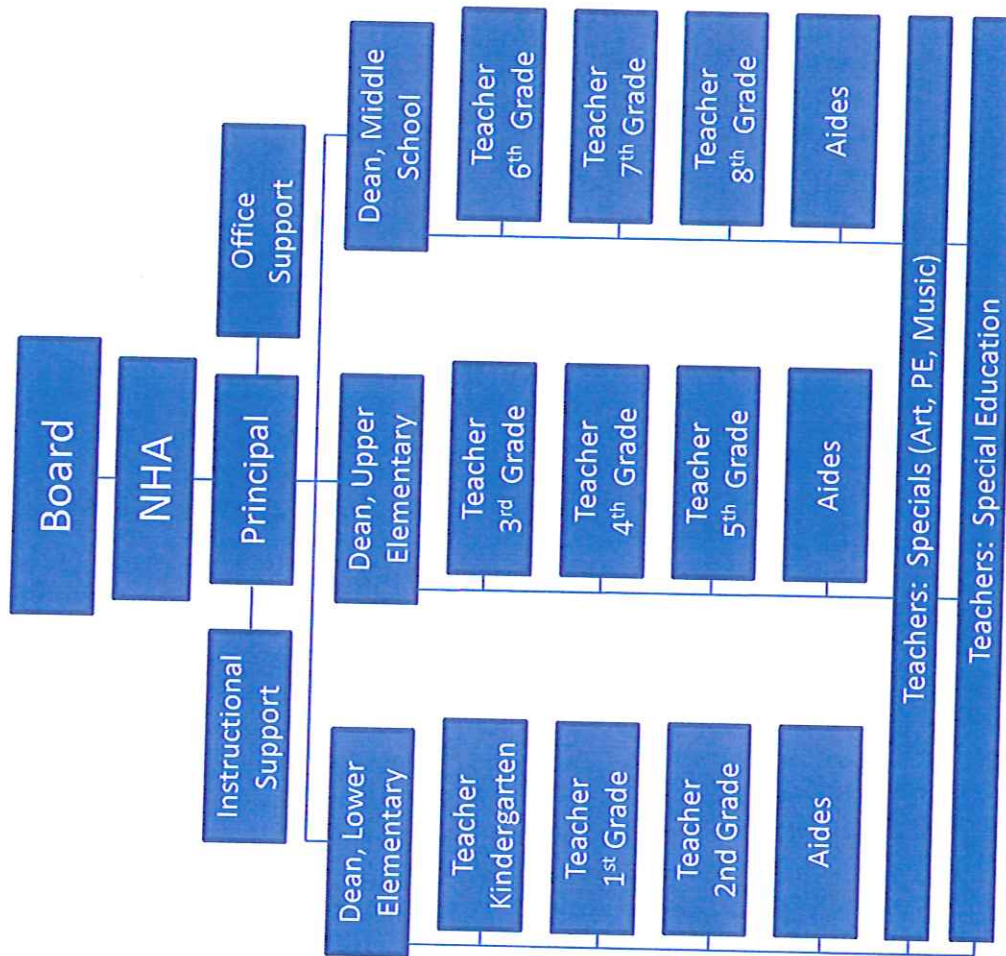 Board
NHA
Principal
Instructional
Support
Office
Support
Dean, Lower
Elementary
Teacher
Kindergarten
Teacher
1st Grade
Teacher
2nd Grade
Aides
Dean, Upper
Elementary
Teacher
3rd Grade
Teacher
4th Grade
Teacher
5th Grade
Aides
Dean, Middle
School
Teacher
6th Grade
Teacher
7th Grade
Teacher
8th Grade
Aides
Teachers: Specials (Art, PE, Music)
Teachers: Special Education